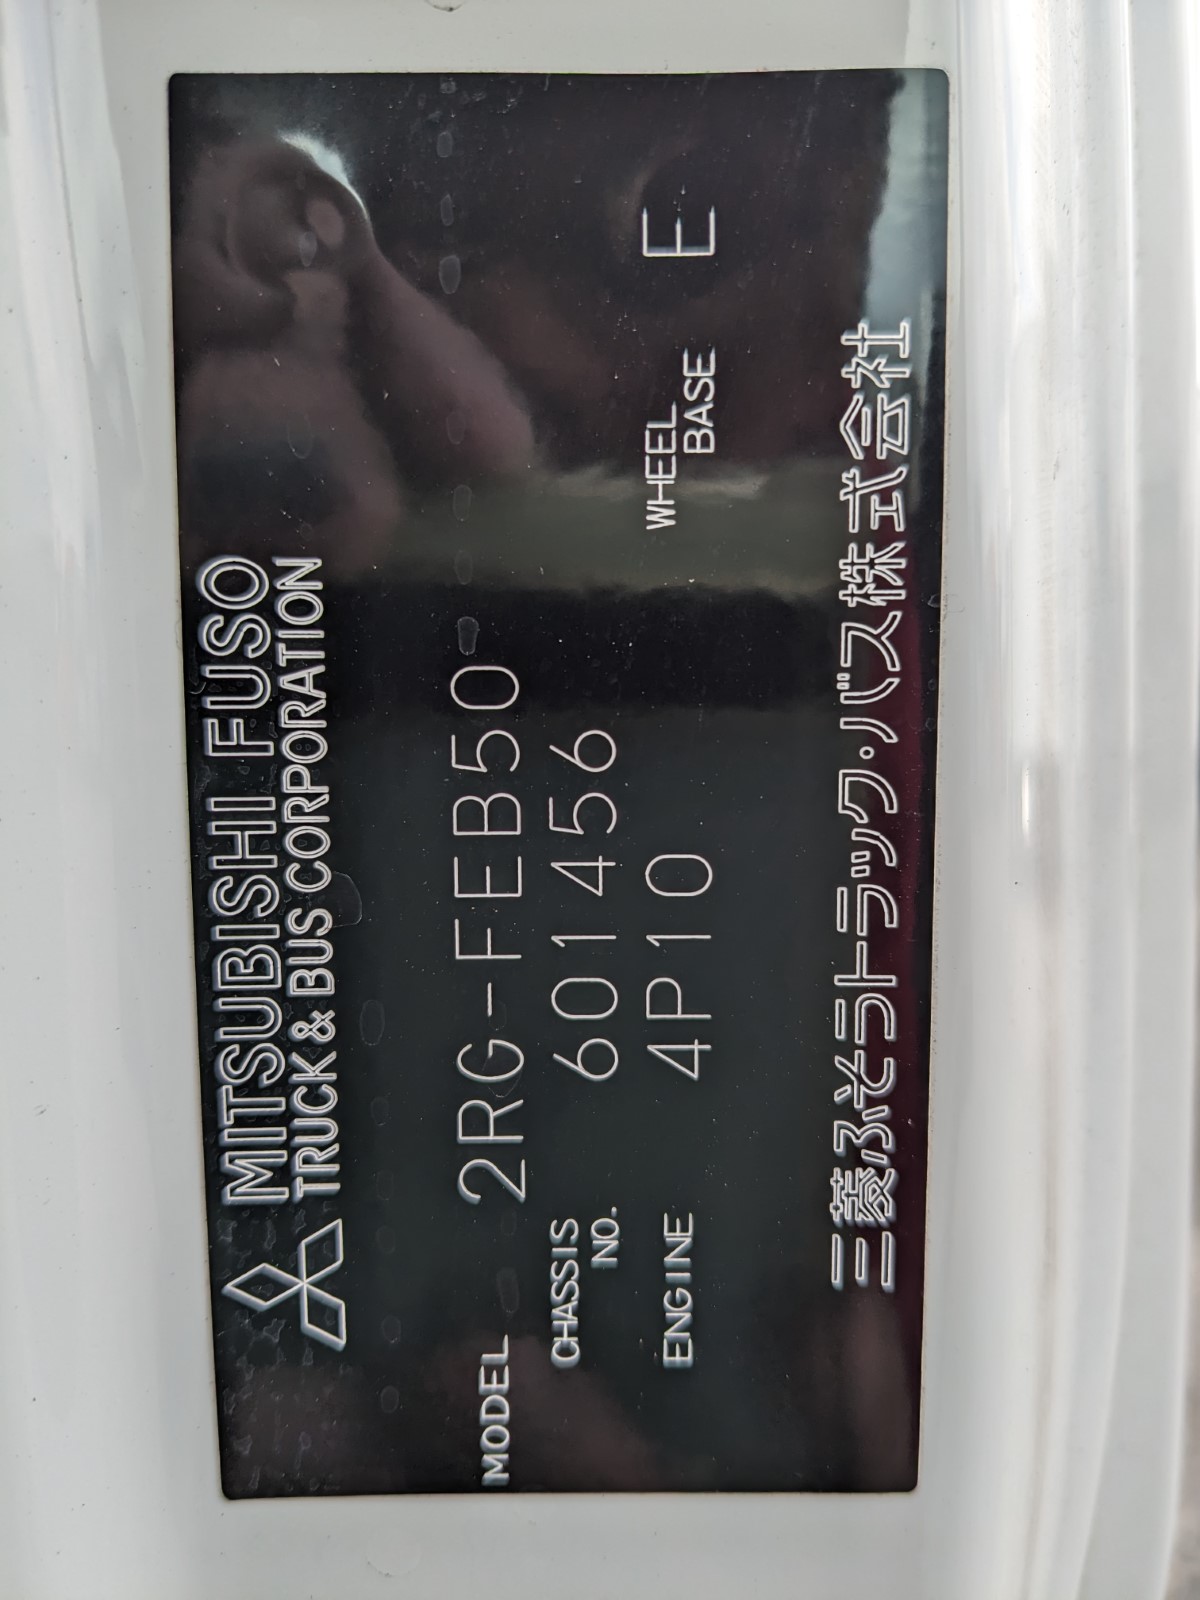 MITSUBISHI FUSO
TRUCK & BUS CORPORATION
MODEL 2RG-FEB50
CHASSIS NO. 601456
ENGINE 4P10 WHEEL BASE E
三菱ふそうトラック・バス株式会社